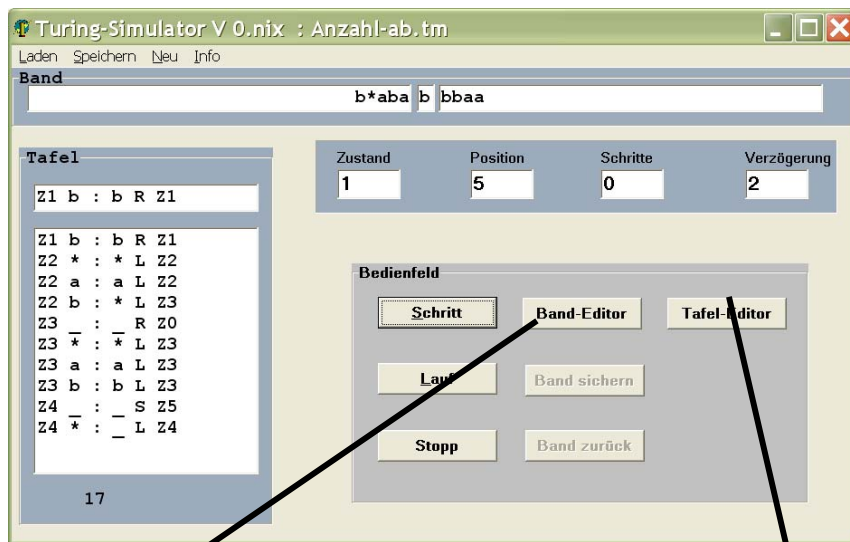 Turing-Simulator V 0.nix : Anzahl-ab.tm
Laden Speichern Neu Info
Band
b*aba b bbaa
Tafel
Z1 b : b R Z1
Z1 b : b R Z1
Z2 * : * L Z2
Z2 a : a L Z2
Z2 b : * L Z3
Z3 _ : _ R Z0
Z3 * : * L Z3
Z3 a : a L Z3
Z3 b : b L Z3
Z4 _ : _ S Z5
Z4 * : _ L Z4
17
Zustand Position Schritte Verzögerung
1 5 0 2
Bedienfeld
Schritt Band-Editor Tafel-Editor
Lauf Band sichern
Stopp Band zurück